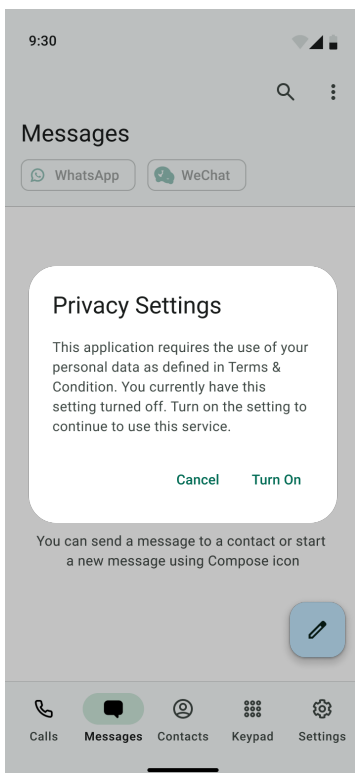 9:30
Messages
WhatsApp
WeChat
Privacy Settings
This application requires the use of your
personal data as defined in Terms &
Condition. You currently have this
setting turned off. Turn on the setting to
continue to use this service.
Cancel
Turn On
You can send a message to a contact or start
a new message using Compose icon
Calls
Messages
Contacts
Keypad
Settings